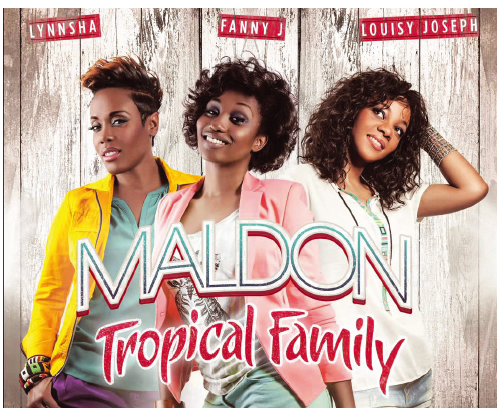 LYNNSHA FANNY J LOUISY JOSEPH
MALDON
Tropical Family